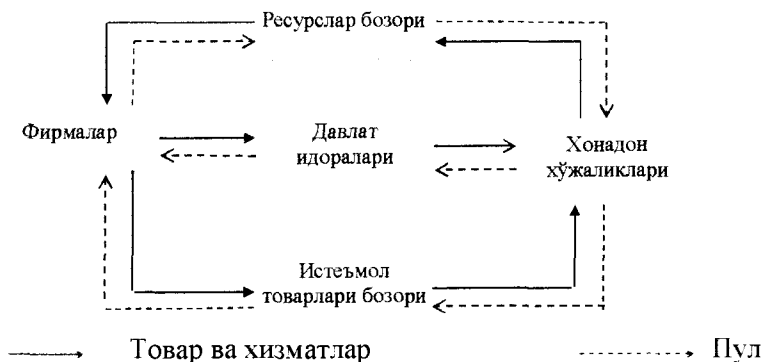 Ресурслар бозори
Фирмалар
Давлат
идоралари
Хонадон
хўжаликлари
Истеъмол
товарлари бозори
Товар ва хизматлар
Пул